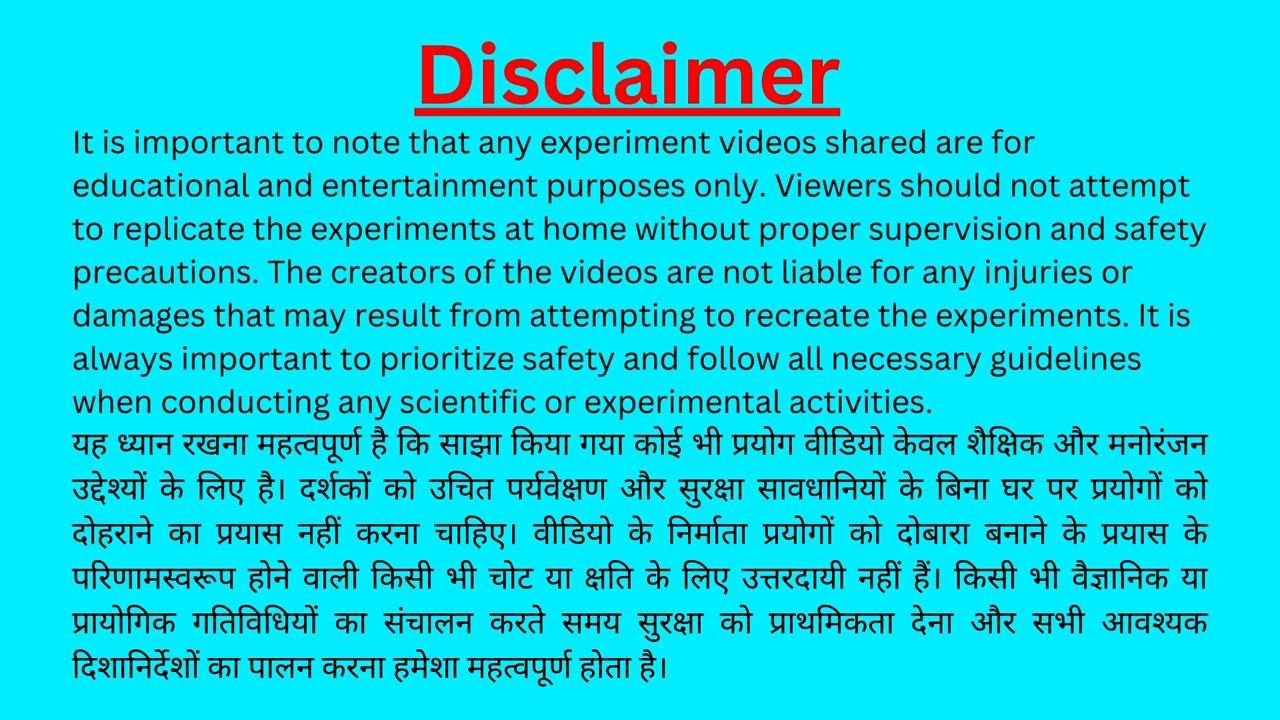 Disclaimer
It is important to note that any experiment videos shared are for
educational and entertainment purposes only. Viewers should not attempt
to replicate the experiments at home without proper supervision and safety
precautions. The creators of the videos are not liable for any injuries or
damages that may result from attempting to recreate the experiments. It is
always important to prioritize safety and follow all necessary guidelines
when conducting any scientific or experimental activities.
यह ध्यान रखना महत्वपूर्ण है कि साझा किया गया कोई भी प्रयोग वीडियो केवल शैक्षिक और मनोरंजन
उद्देश्यों के लिए है। दर्शकों को उचित पर्यवेक्षण और सुरक्षा सावधानियों के बिना घर पर प्रयोगों को
दोहराने का प्रयास नहीं करना चाहिए। वीडियो के निर्माता प्रयोगों को दोबारा बनाने के प्रयास के
परिणामस्वरूप होने वाली किसी भी चोट या क्षति के लिए उत्तरदायी नहीं हैं। किसी भी वैज्ञानिक या
प्रायोगिक गतिविधियों का संचालन करते समय सुरक्षा को प्राथमिकता देना और सभी आवश्यक
दिशानिर्देशों का पालन करना हमेशा महत्वपूर्ण होता है।